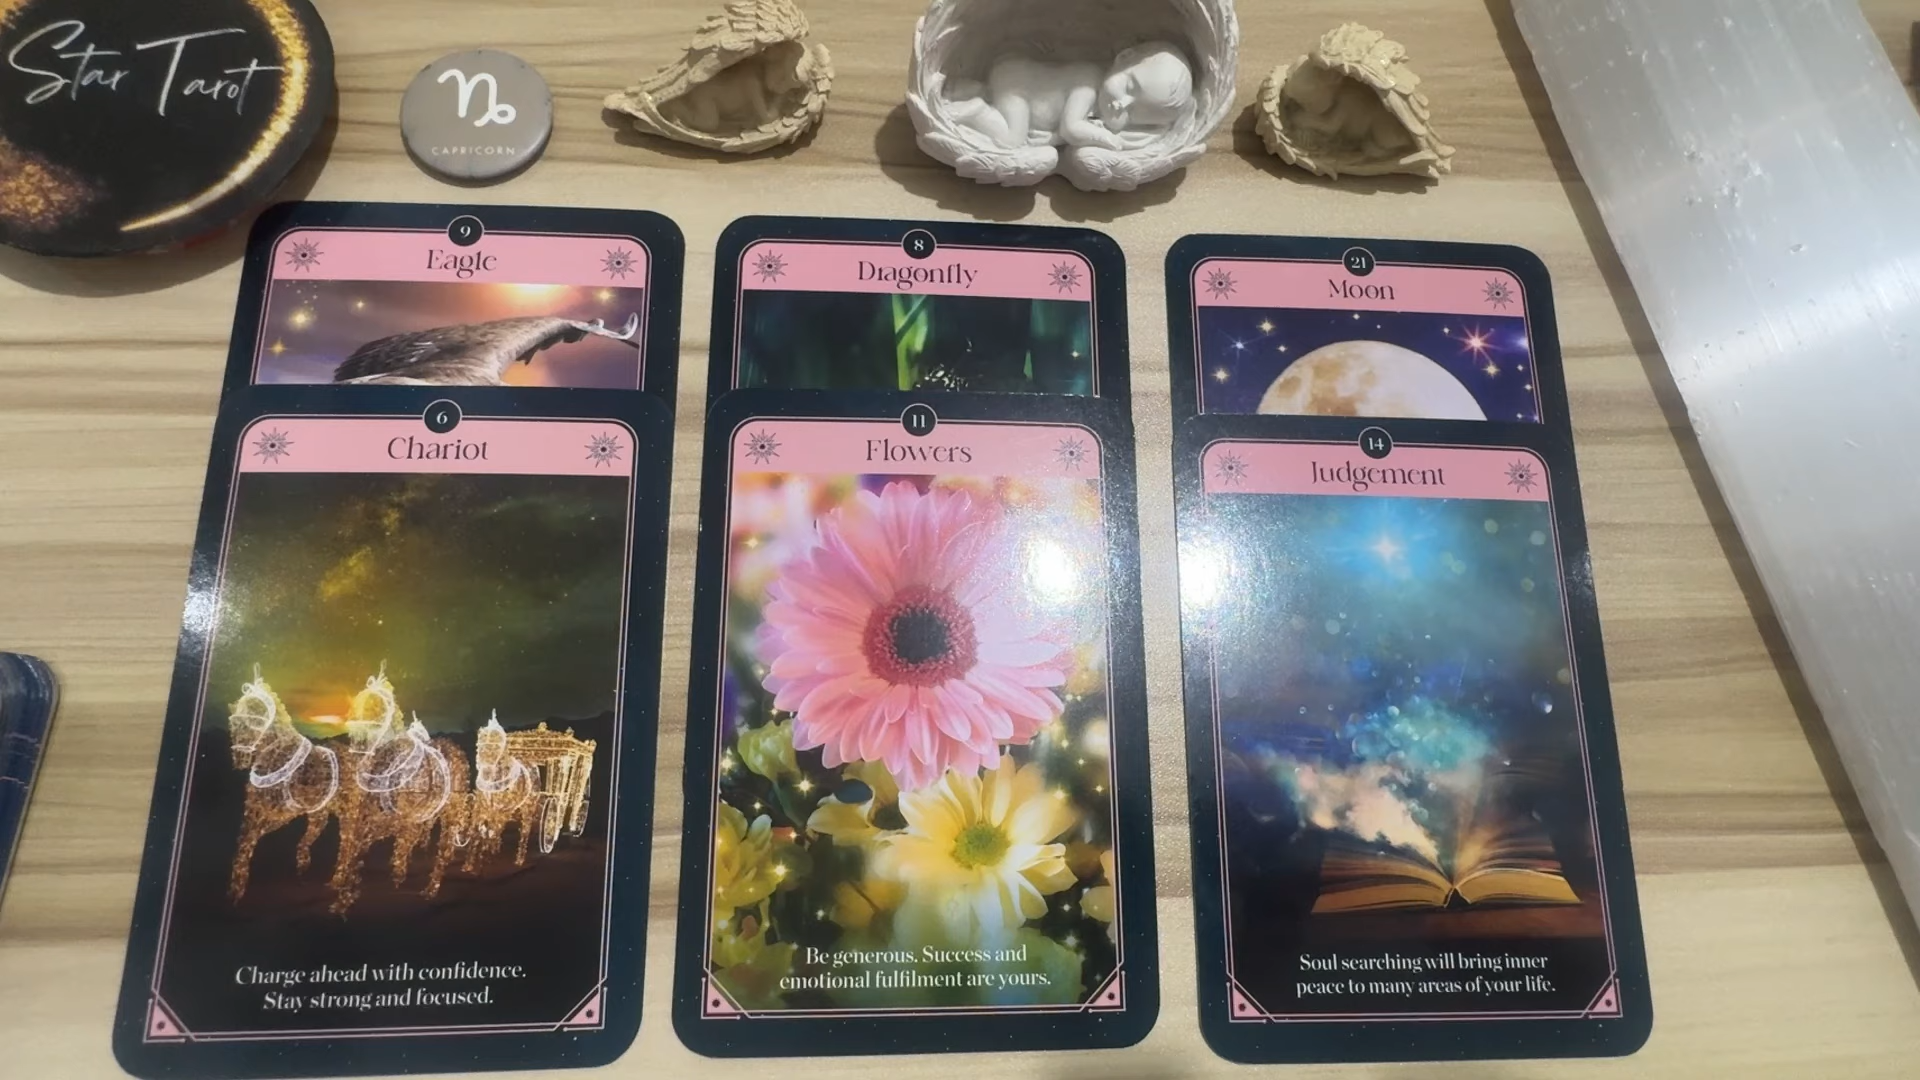 Star Tarot
CAPRICORN
9
Eagle
8
Dragonfly
21
Moon
6
Chariot
Charge ahead with confidence.
Stay strong and focused.
11
Flowers
Be generous. Success and
emotional fulfilment are yours.
14
Judgement
Soul searching will bring inner
peace to many areas of your life.